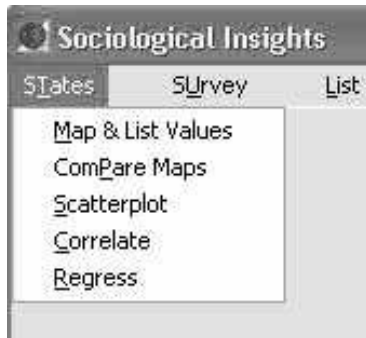 Sociological Insights
STates SUrvey List
Map & List Values
ComPare Maps
Scatterplot
Correlate
Regress